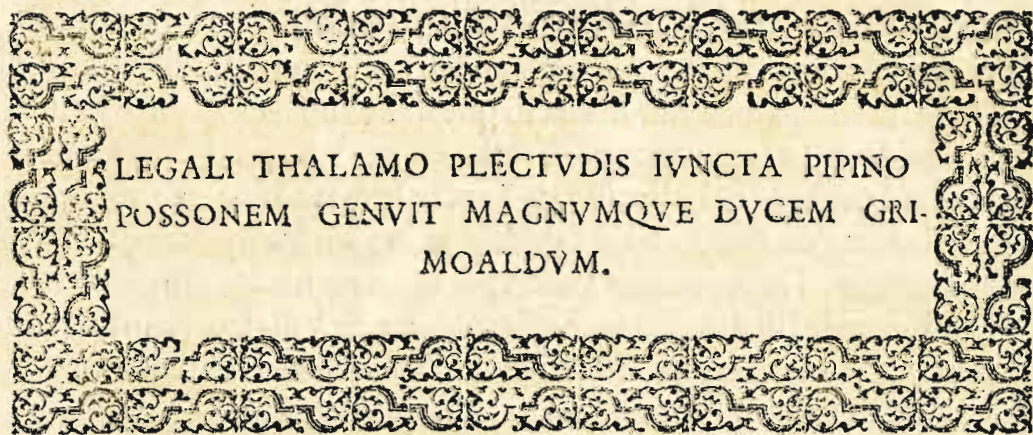 LEGALI THALAMO PLECTVDIS IVNCTA PIPINO
POSSONEM GENVIT MAGNVMQVE DVCEM GRI-
MOALDVM.